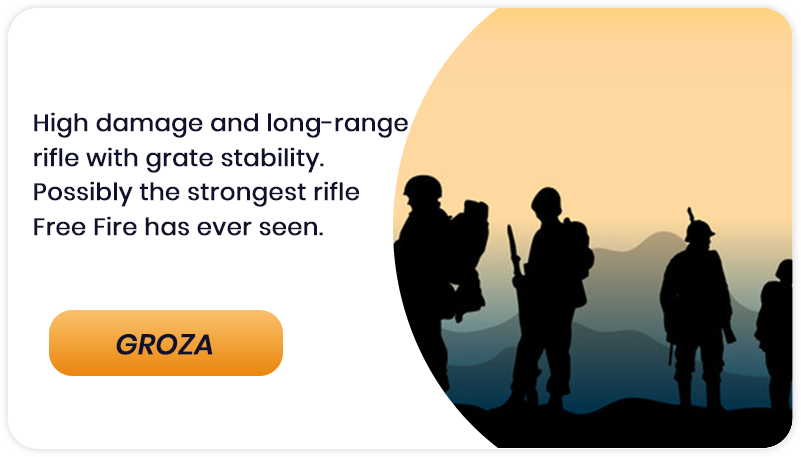 High damage and long-range
rifle with grate stability.
Possibly the strongest rifle
Free Fire has ever seen.
GROZA